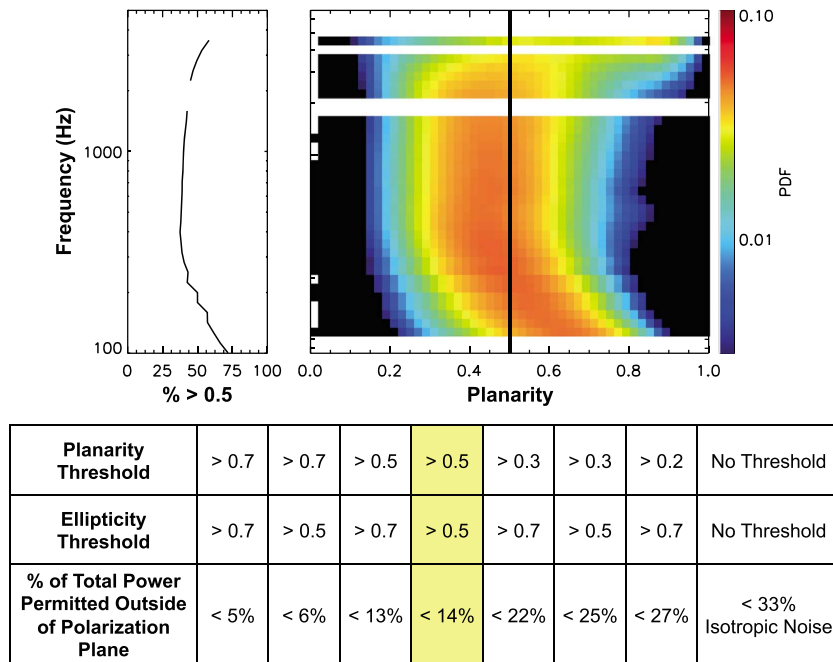 Frequency (Hz)
1000
100
0 25 50 75 100
% > 0.5
0.0 0.2 0.4 0.6 0.8 1.0
Planarity
0.10
0.01
PDF
Planarity Threshold > 0.7 > 0.7 > 0.5 > 0.5 > 0.3 > 0.3 > 0.2 No Threshold
Ellipticity Threshold > 0.7 > 0.5 > 0.7 > 0.5 > 0.7 > 0.5 > 0.7 No Threshold
% of Total Power Permitted Outside of Polarization Plane < 5% < 6% < 13% < 14% < 22% < 25% < 27% < 33% Isotropic Noise